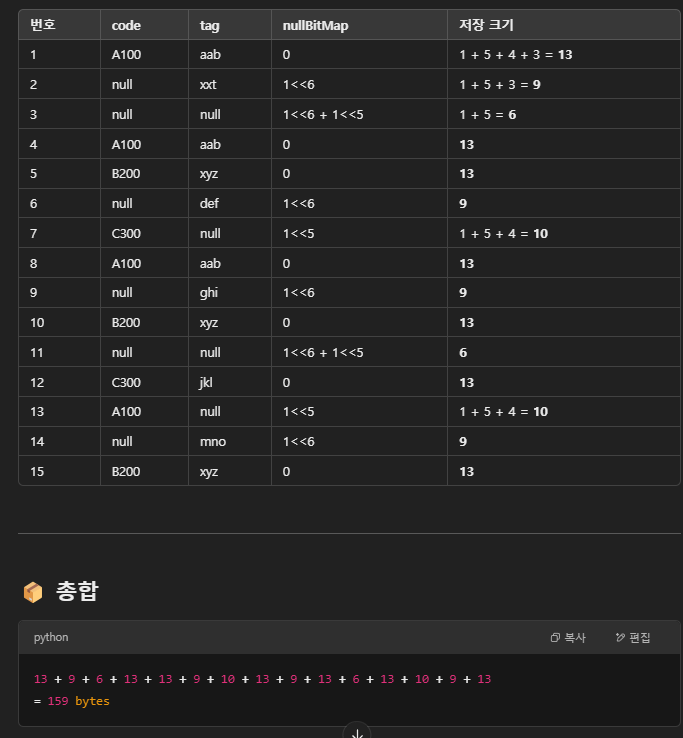 번호 code tag nullBitMap 저장 크기
1 A100 aab 0 1 + 5 + 4 + 3 = 13
2 null xxt 1<<6 1 + 5 + 3 = 9
3 null null 1<<6 + 1<<5 1 + 5 = 6
4 A100 aab 0 13
5 B200 xyz 0 13
6 null def 1<<6 9
7 C300 null 1<<5 1 + 5 + 4 = 10
8 A100 aab 0 13
9 null ghi 1<<6 9
10 B200 xyz 0 13
11 null null 1<<6 + 1<<5 6
12 C300 jkl 0 13
13 A100 null 1<<5 1 + 5 + 4 = 10
14 null mno 1<<6 9
15 B200 xyz 0 13
📦 총합
python 복사 편집
13 + 9 + 6 + 13 + 13 + 9 + 10 + 13 + 9 + 13 + 6 + 13 + 10 + 9 + 13
= 159 bytes